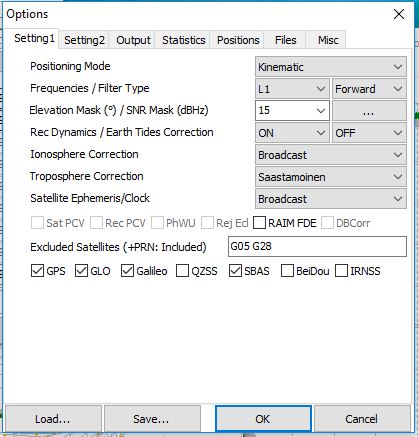 Options
Setting1 Setting2 Output Statistics Positions Files Misc
Positioning Mode Kinematic
Frequencies / Filter Type L1 Forward
Elevation Mask (°) / SNR Mask (dBHz) 15 ...
Rec Dynamics / Earth Tides Correction ON OFF
Ionosphere Correction Broadcast
Troposphere Correction Saastamoinen
Satellite Ephemeris/Clock Broadcast
Sat PCV Rec PCV PhWU Rej Ecl RAIM FDE DBCorr
Excluded Satellites (+PRN: Included) G05 G28
GPS GLO Galileo QZSS SBAS BeiDou IRNSS
Load... Save... OK Cancel